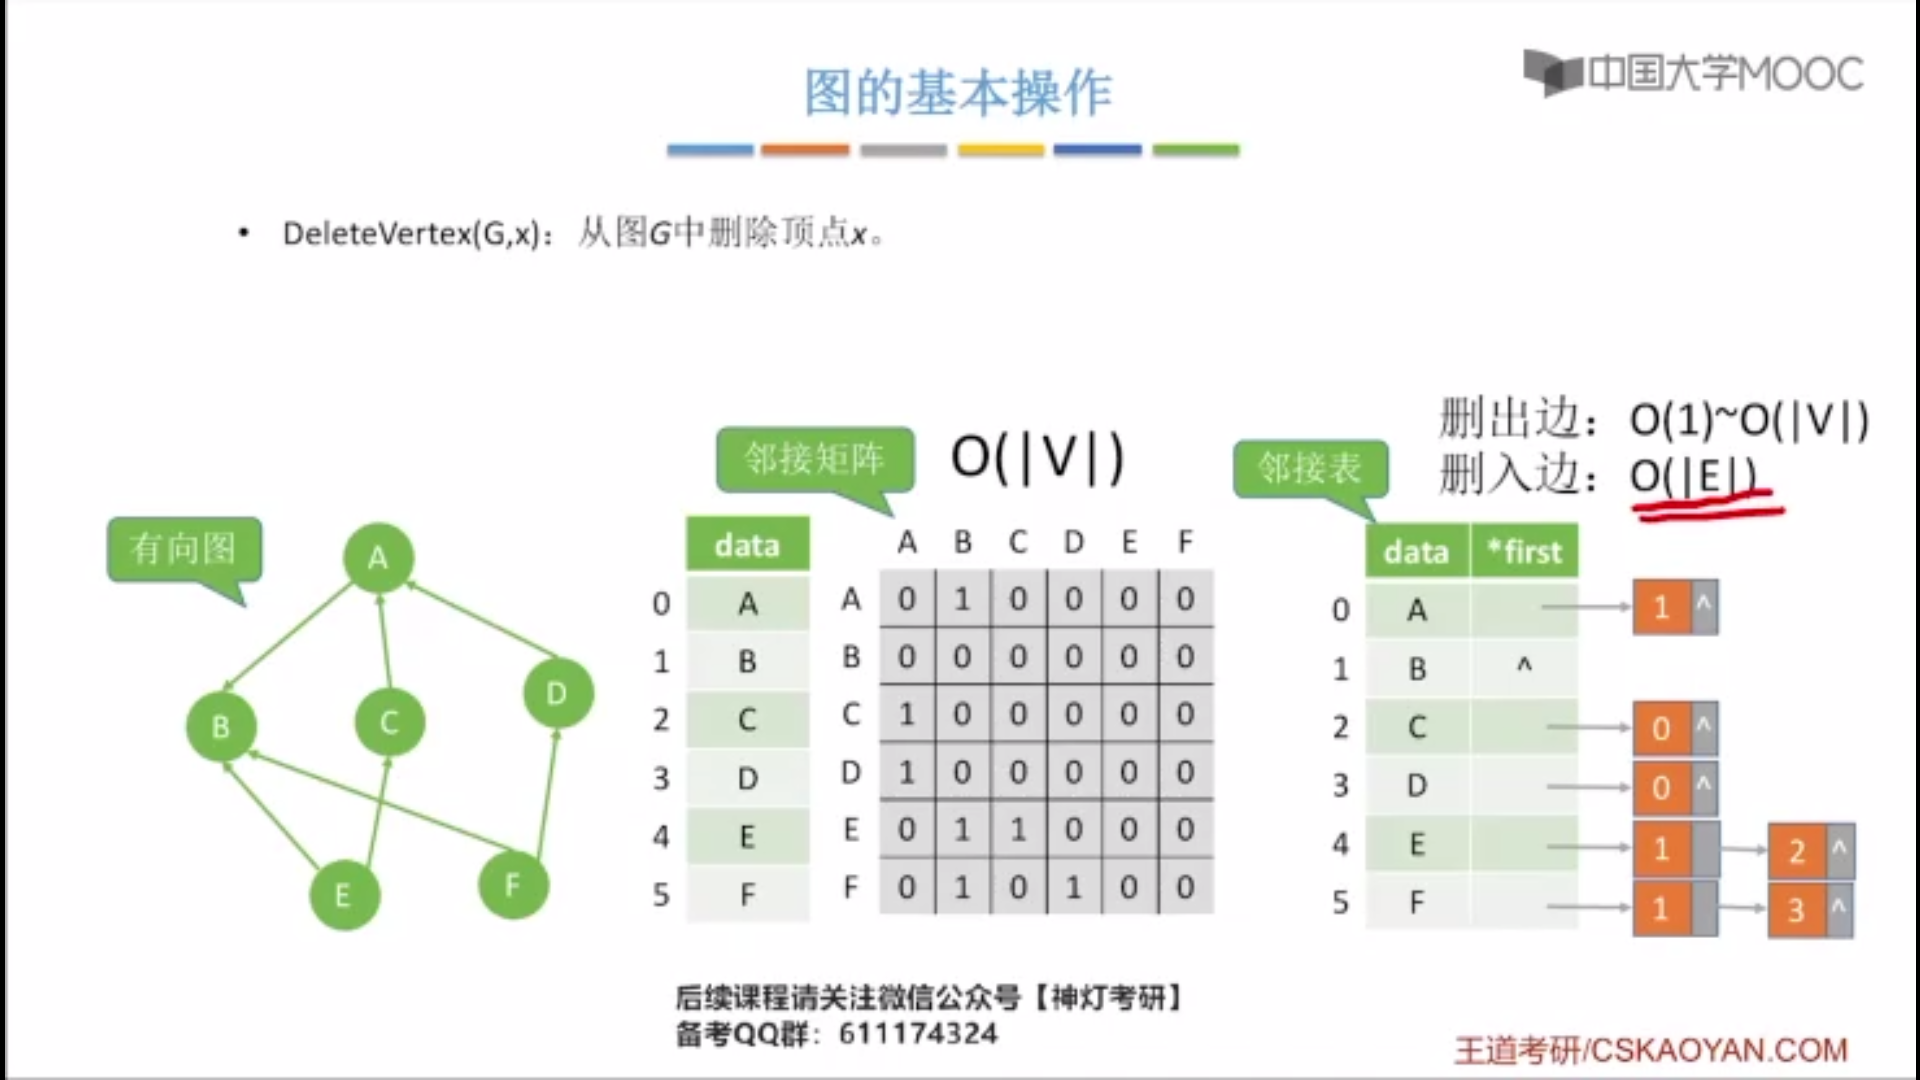 中国大学MOOC
图的基本操作
• DeleteVertex(G,x)：从图G中删除顶点x。
删出边：O(1)~O(|V|)
删入边：O(|E|)
邻接矩阵
O(|V|)
邻接表
有向图
A
B
C
D
E
F
data
0 A
1 B
2 C
3 D
4 E
5 F
A B C D E F
A 0 1 0 0 0 0
B 0 0 0 0 0 0
C 1 0 0 0 0 0
D 1 0 0 0 0 0
E 0 1 1 0 0 0
F 0 1 0 1 0 0
data *first
0 A 1 ^
1 B ^
2 C 0 ^
3 D 0 ^
4 E 1 2 ^
5 F 1 3 ^
后续课程请关注微信公众号【神灯考研】
备考QQ群：611174324
王道考研/CSKAOYAN.COM